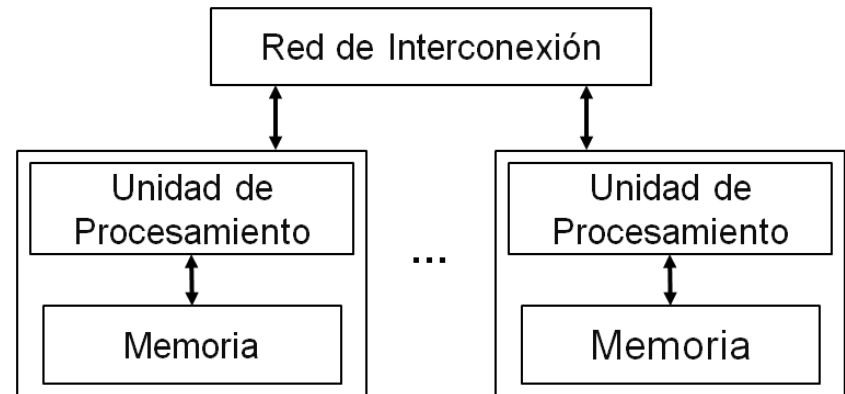 Red de Interconexión
Unidad de
Procesamiento
Memoria
...
Unidad de
Procesamiento
Memoria